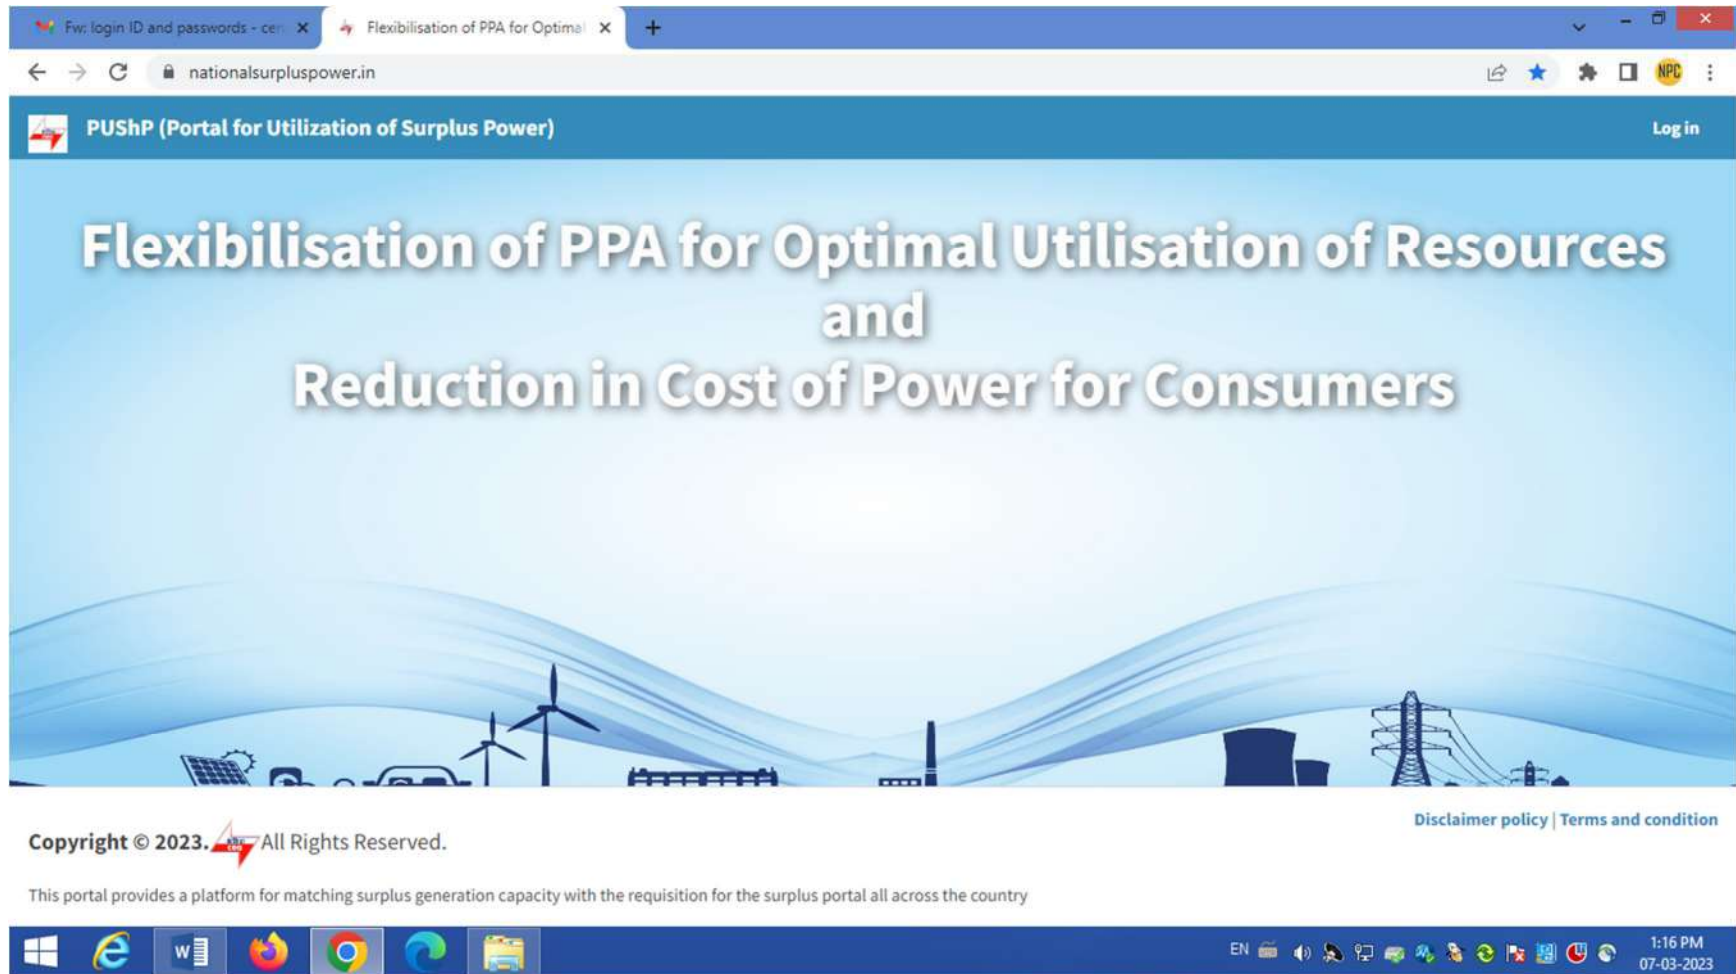 Fw: login ID and passwords - cen
Flexibilisation of PPA for Optimal
nationalsurpluspower.in
NPC
PUShP (Portal for Utilization of Surplus Power)
Log in
Flexibilisation of PPA for Optimal Utilisation of Resources
and
Reduction in Cost of Power for Consumers
Disclaimer policy | Terms and condition
Copyright © 2023. All Rights Reserved.
This portal provides a platform for matching surplus generation capacity with the requisition for the surplus portal all across the country
EN
1:16 PM
07-03-2023